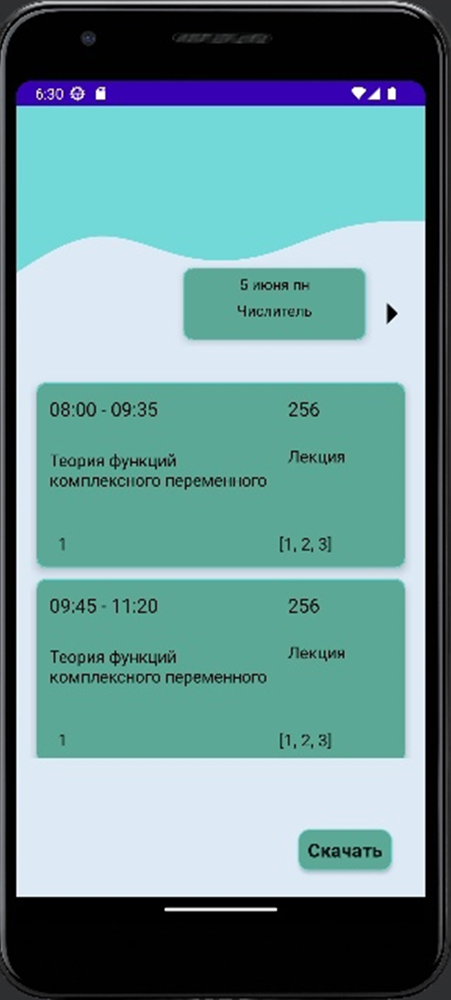 6:30
5 июня пн
Числитель
08:00 - 09:35
256
Теория функций
комплексного переменного
Лекция
1
[1, 2, 3]
09:45 - 11:20
256
Теория функций
комплексного переменного
Лекция
1
[1, 2, 3]
Скачать